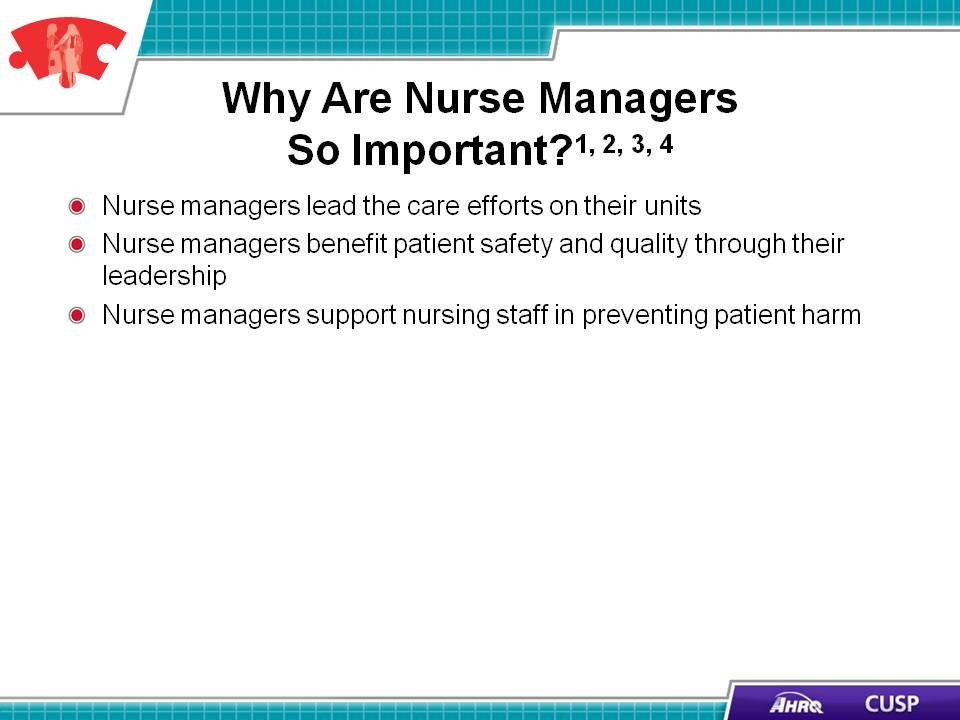 Why Are Nurse Managers
So Important?1, 2, 3, 4
Nurse managers lead the care efforts on their units
Nurse managers benefit patient safety and quality through their
leadership
Nurse managers support nursing staff in preventing patient harm
AHRQ CUSP